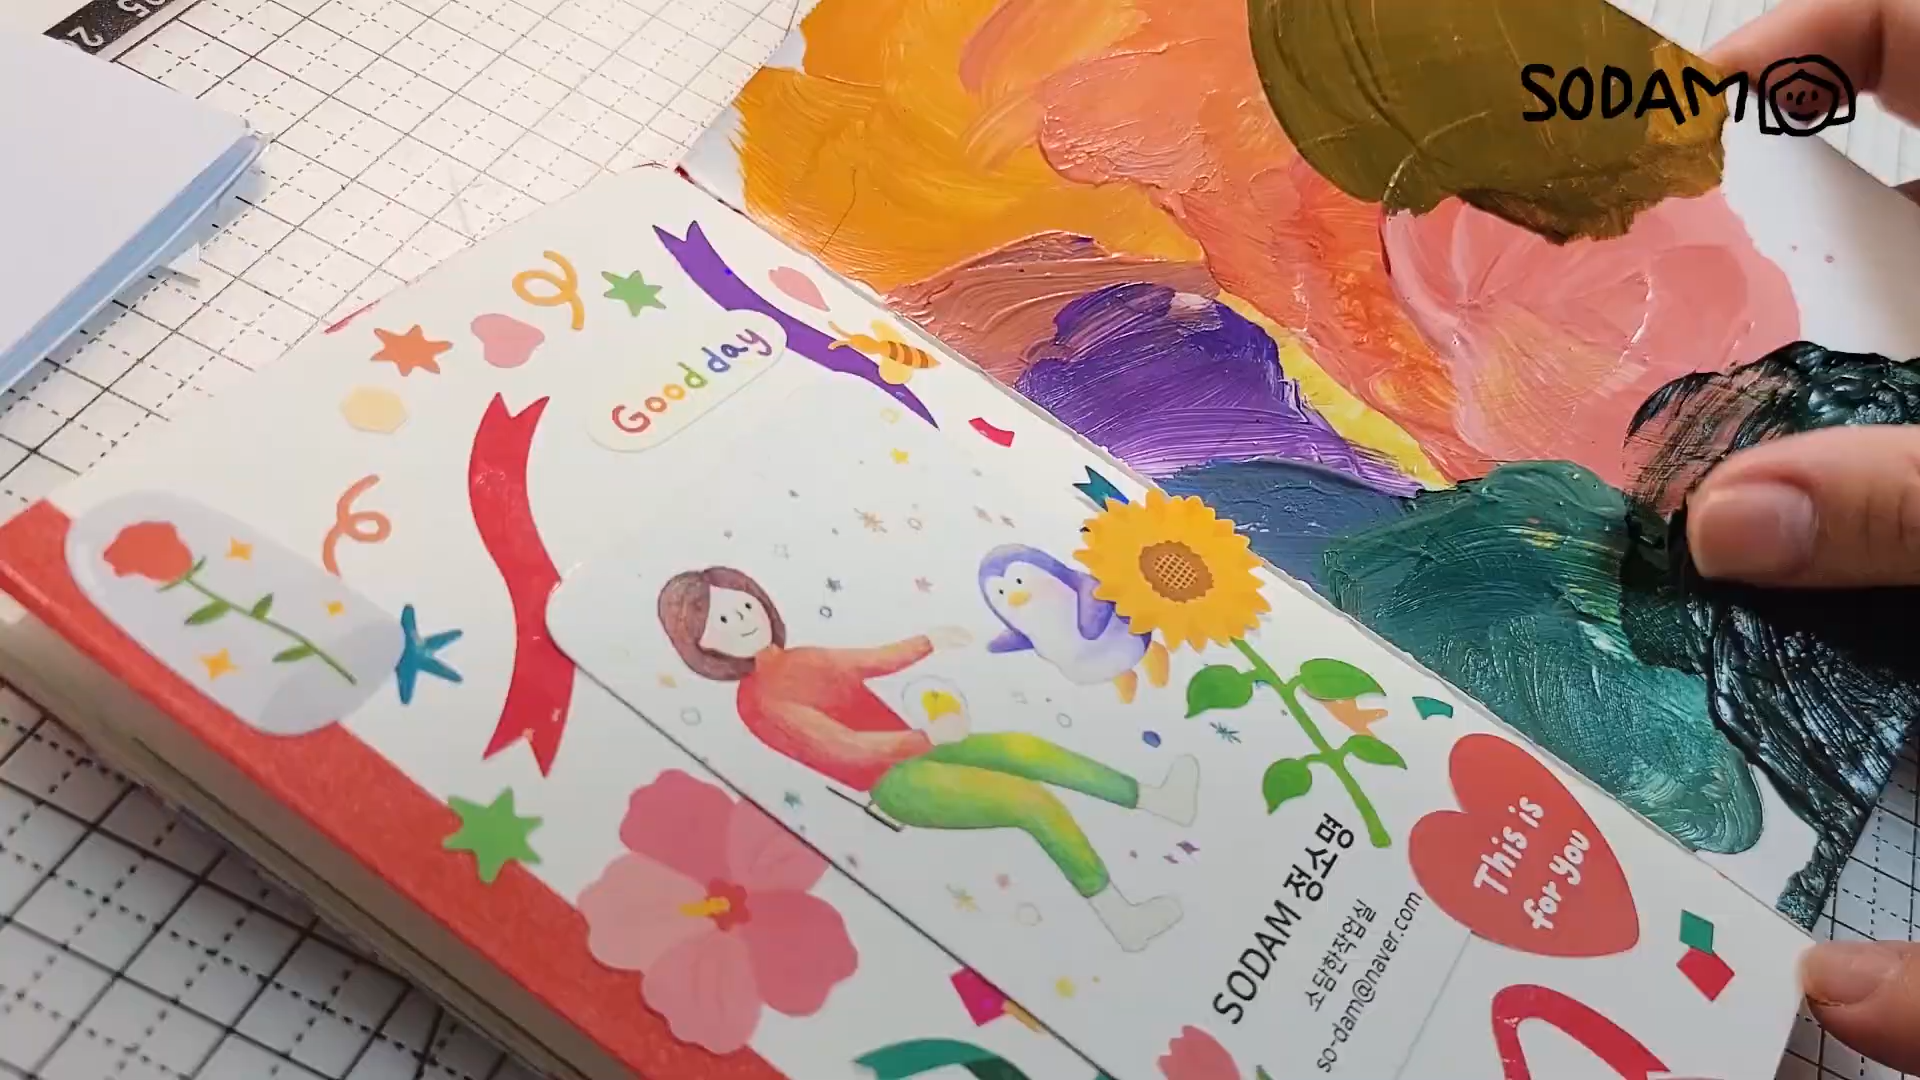 SODAM
Good day
SODAM 정소명
소담한작업실
so-dam@naver.com
This is
for you